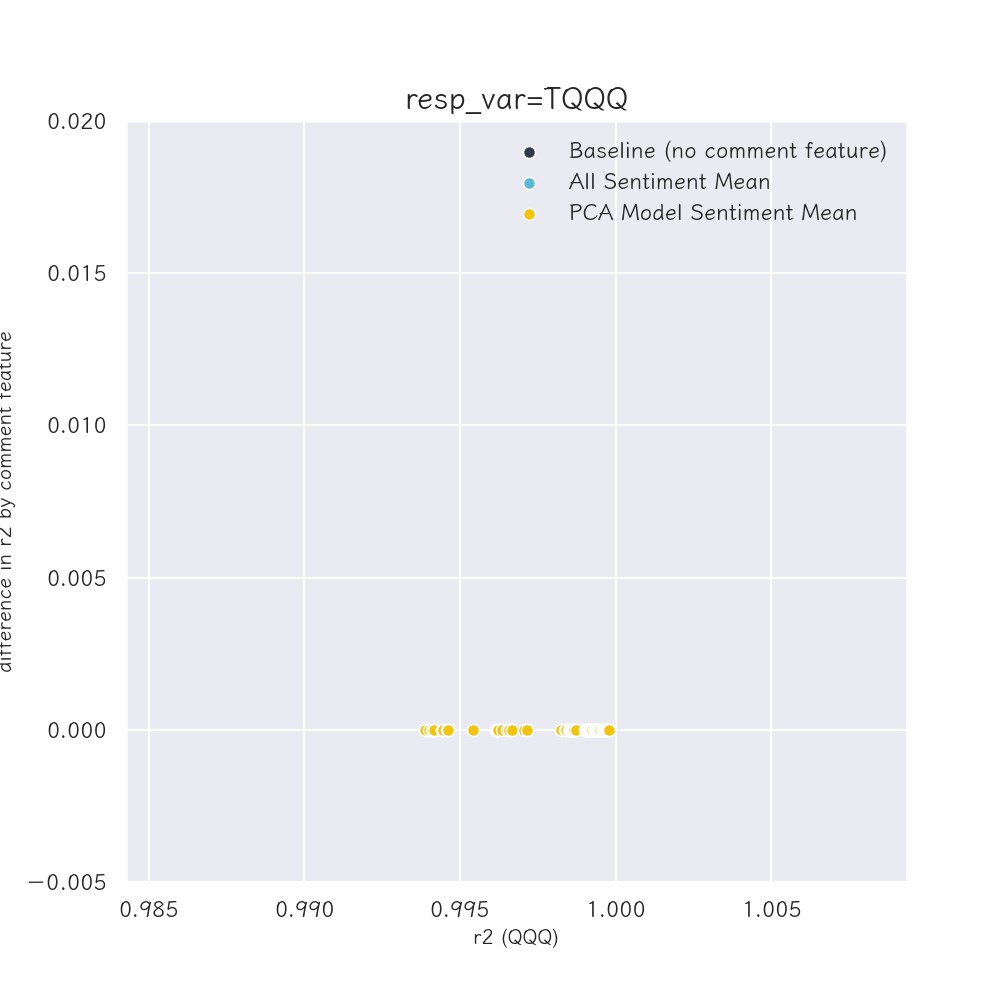 resp_var=TQQQ
Baseline (no comment feature)
All Sentiment Mean
PCA Model Sentiment Mean
difference in r2 by comment feature
0.020
0.015
0.010
0.005
0.000
−0.005
0.985
0.990
0.995
1.000
1.005
r2 (QQQ)